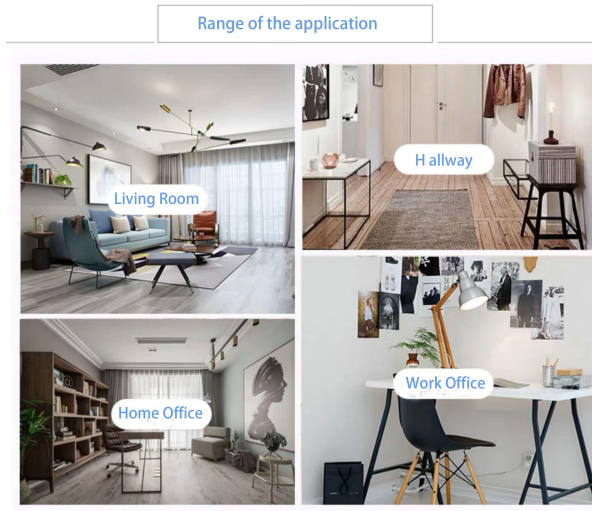 Range of the application
Living Room
H allway
Home Office
Work Office